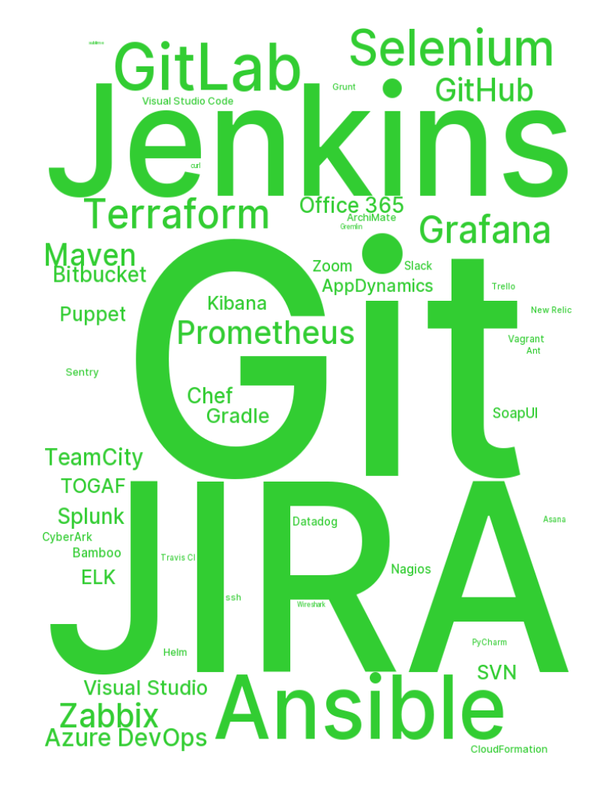 Selenium
GitLab
GitHub
Grunt
Visual Studio Code
Jenkins
curl
Office 365
Terraform
ArchiMate
Gremlin
Grafana
Maven
Bitbucket
Zoom
Slack
AppDynamics
Trello
Kibana
New Relic
Puppet
Prometheus
Vagrant
Ant
Git
Sentry
Chef
Gradle
SoapUI
TeamCity
TOGAF
Splunk
Datadog
Asana
CyberArk
Bamboo
Travis CI
Nagios
ELK
JIRA
ssh
Wireshark
PyCharm
Helm
SVN
Visual Studio
Ansible
Zabbix
Azure DevOps
CloudFormation